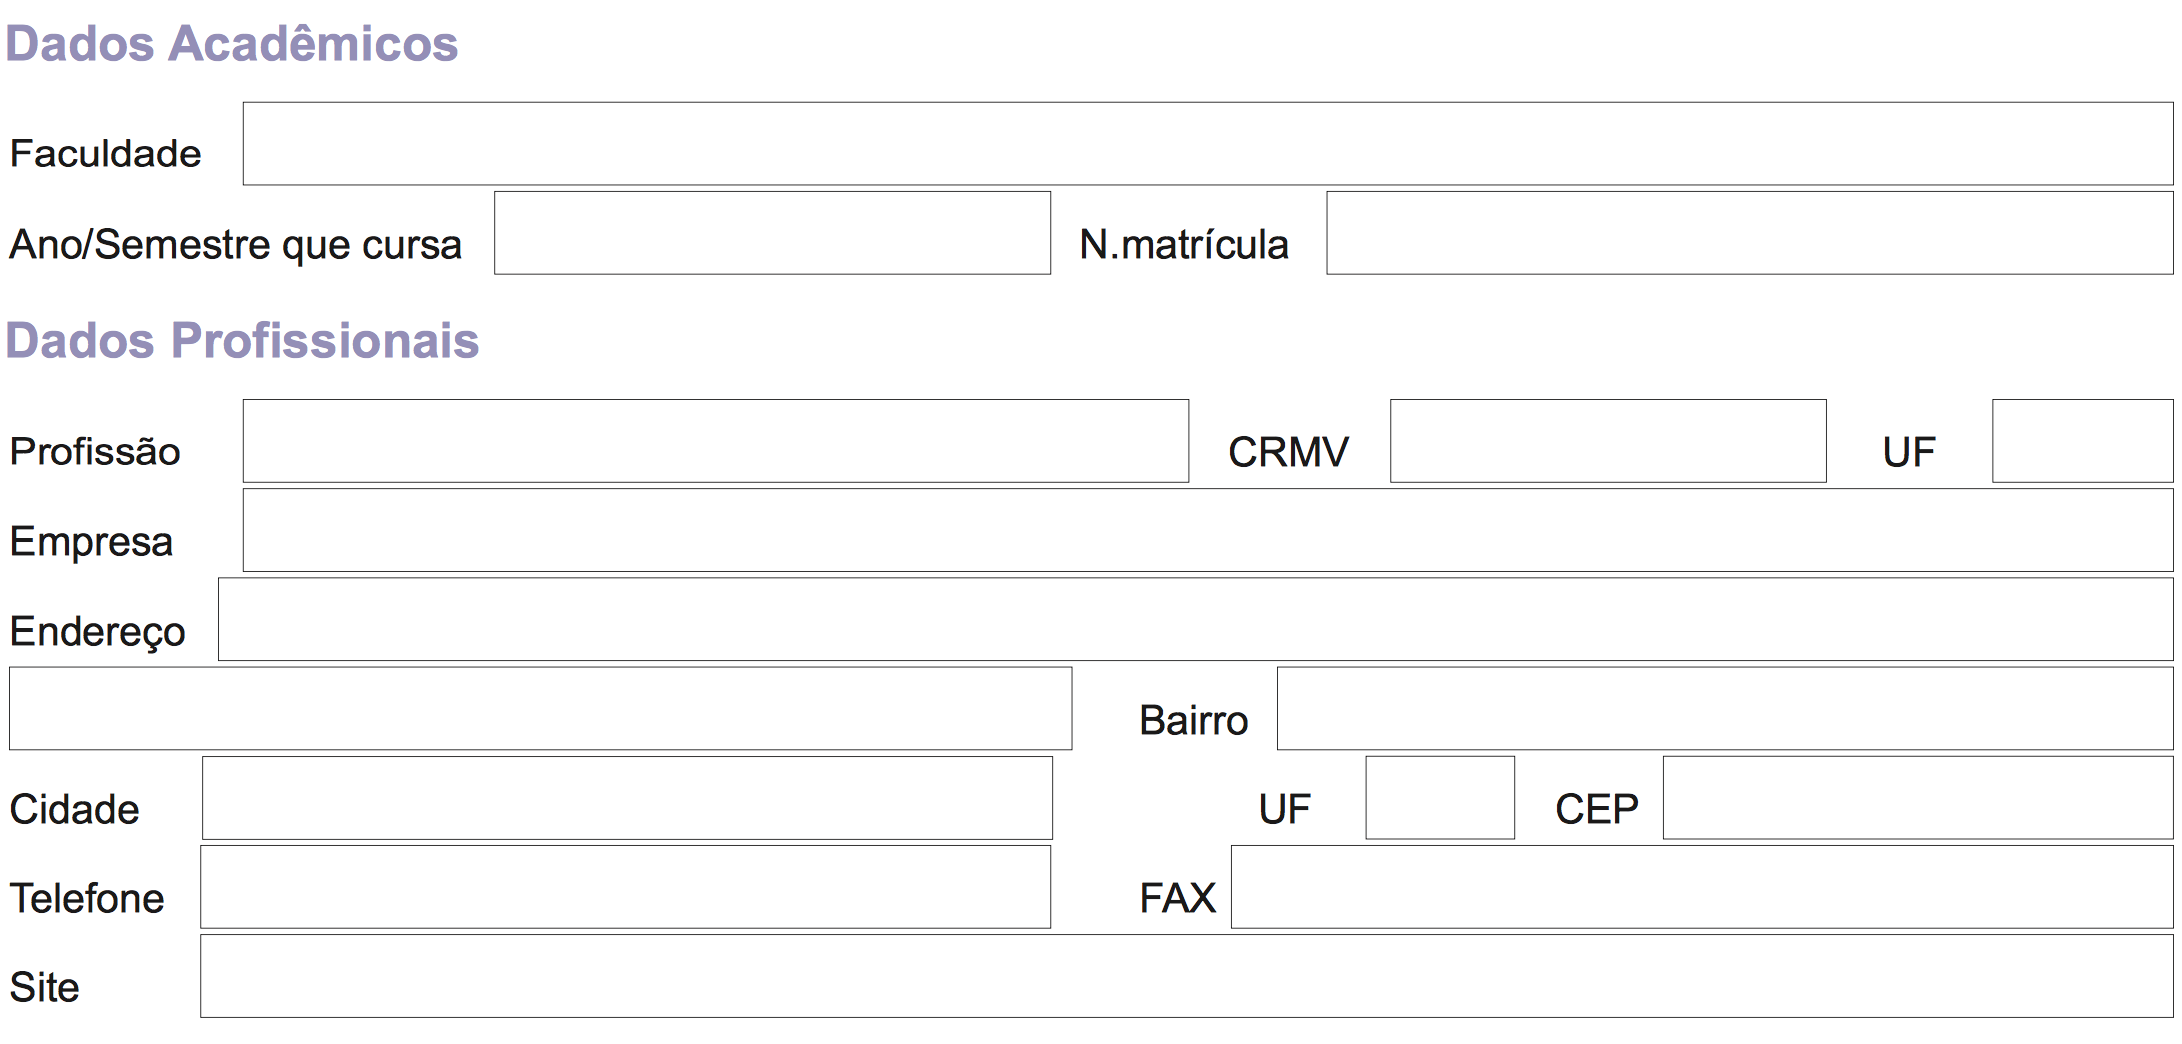 Dados Acadêmicos
Faculdade
Ano/Semestre que cursa N.matrícula
Dados Profissionais
Profissão CRMV UF
Empresa
Endereço
Bairro
Cidade UF CEP
Telefone FAX
Site